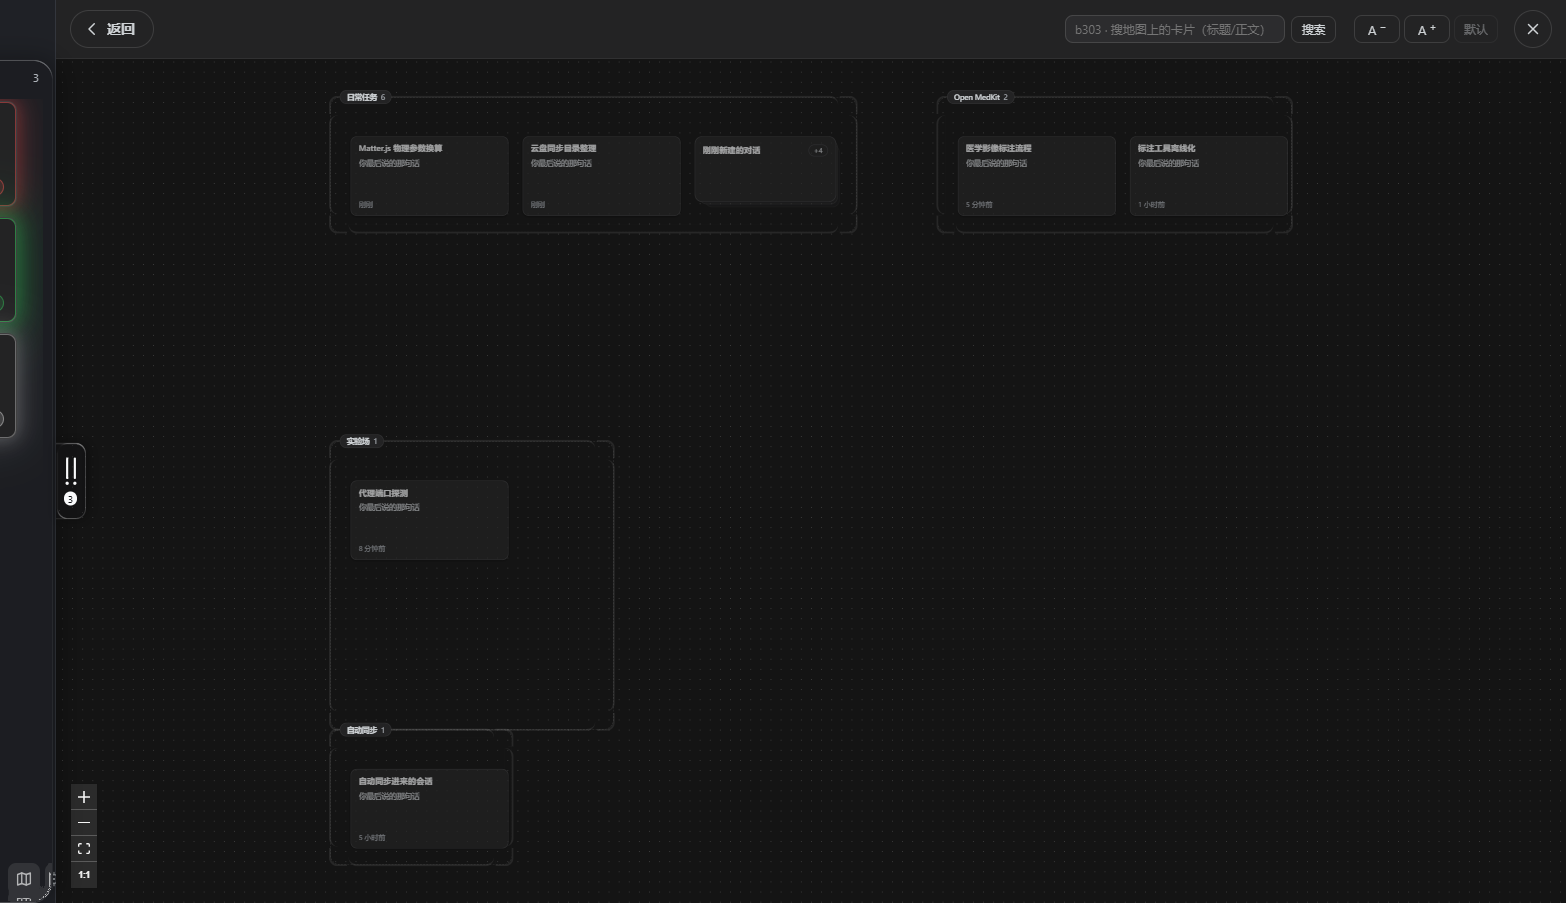 返回
b303 · 搜地图上的卡片（标题/正文）
搜索
A⁻
A⁺
默认
3
日常任务 6
Matter.js 物理参数换算
你最后说的那句话
刚刚
云盘同步目录整理
你最后说的那句话
刚刚
刚刚新建的对话
+4
Open MedKit 2
医学影像标注流程
你最后说的那句话
5 分钟前
标注工具离线化
你最后说的那句话
1 小时前
实验场 1
代理端口探测
你最后说的那句话
8 分钟前
!!
3
自动同步 1
自动同步进来的会话
你最后说的那句话
5 小时前
1:1